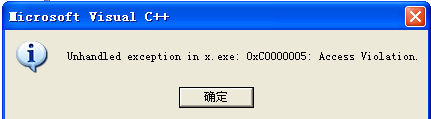 Microsoft Visual C++
Unhandled exception in x.exe: 0xC0000005: Access Violation.
确定